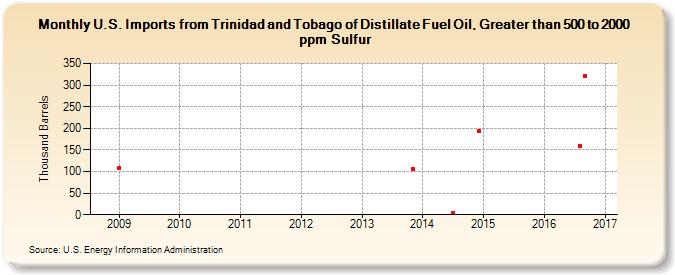 Monthly U.S. Imports from Trinidad and Tobago of Distillate Fuel Oil, Greater than 500 to 2000
ppm Sulfur
Thousand Barrels
350
300
250
200
150
100
50
0
2009 2010 2011 2012 2013 2014 2015 2016 2017
Source: U.S. Energy Information Administration